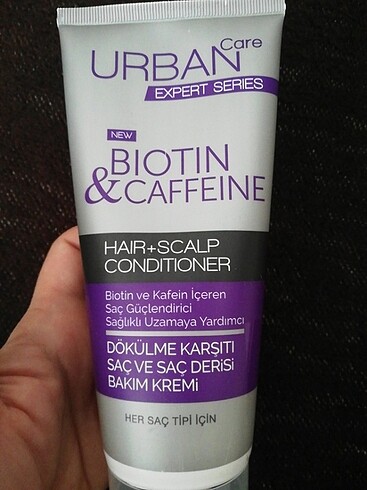 URBAN Care
EXPERT SERIES
NEW
BIOTIN
& CAFFEINE
HAIR+SCALP
CONDITIONER
Biotin ve Kafein İçeren
Saç Güçlendirici
Sağlıklı Uzamaya Yardımcı
DÖKÜLME KARŞITI
SAÇ VE SAÇ DERİSİ
BAKIM KREMİ
HER SAÇ TİPİ İÇİN